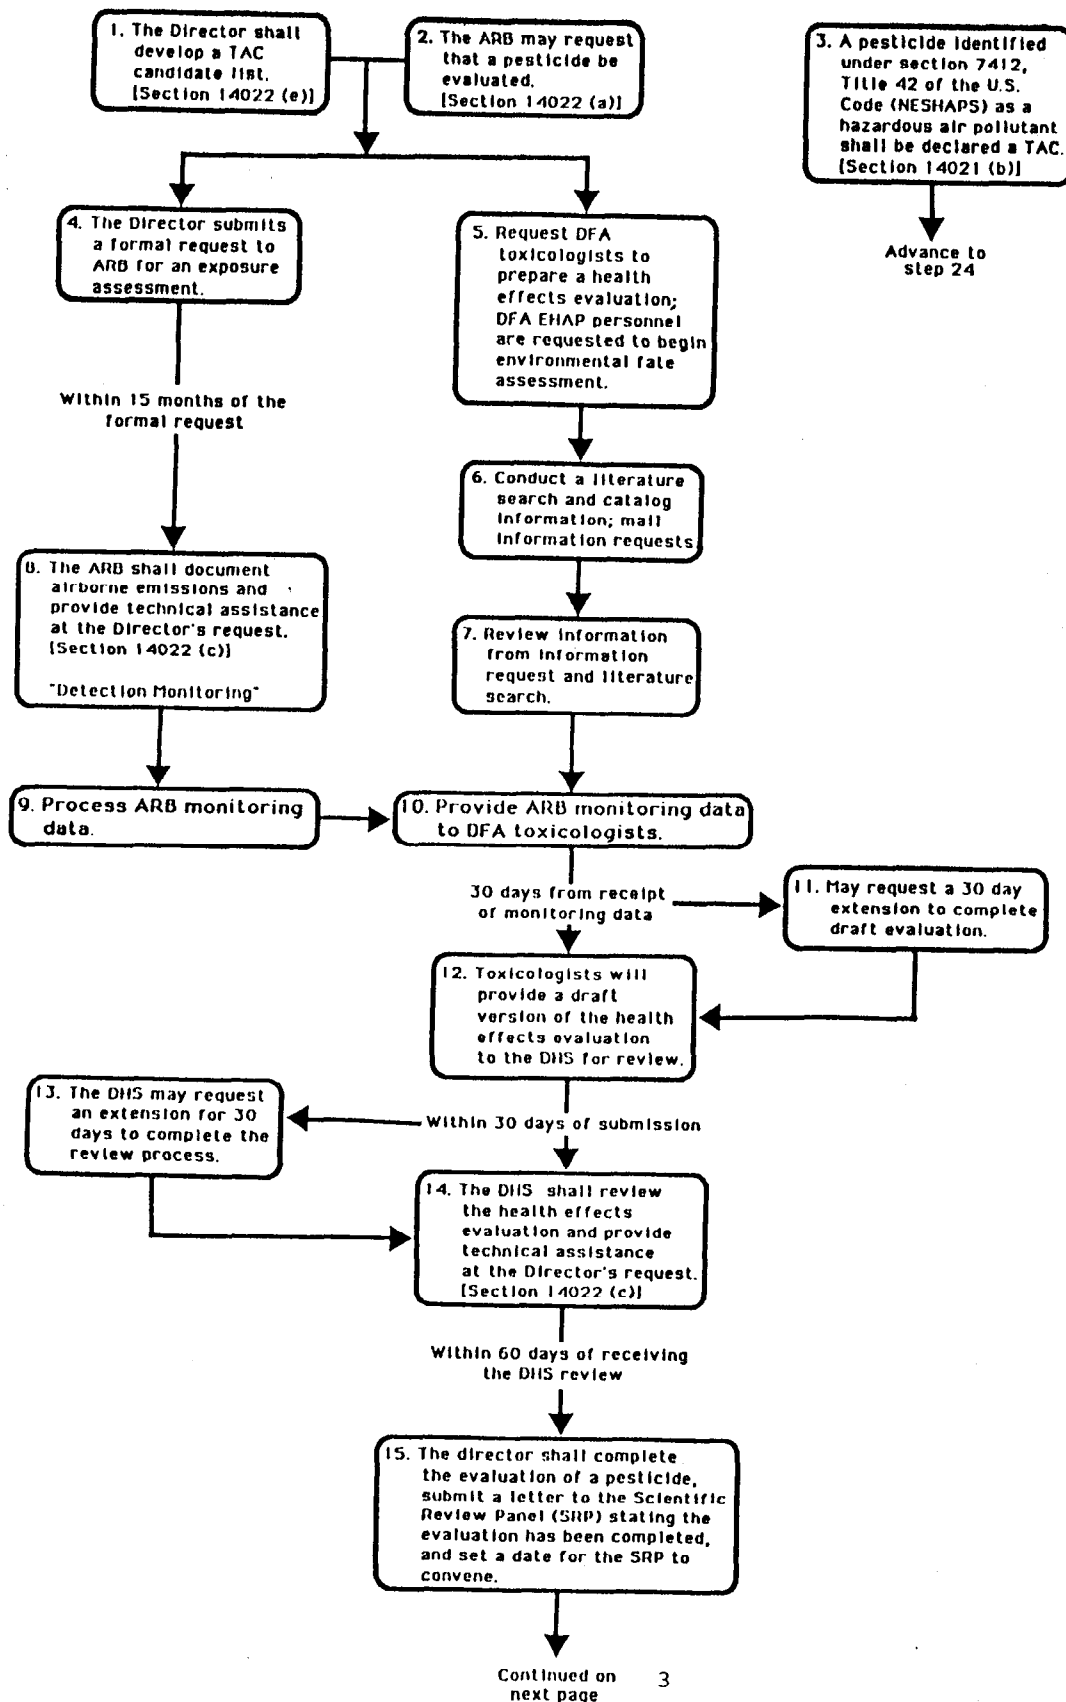 1. The Director shall
develop a TAC
candidate list.
[Section 14022 (e)]
2. The ARB may request
that a pesticide be
evaluated.
[Section 14022 (a)]
3. A pesticide identified
under section 7412,
Title 42 of the U.S.
Code (NESHAPS) as a
hazardous air pollutant
shall be declared a TAC.
[Section 14021 (b)]
Advance to
step 24
4. The Director submits
a formal request to
ARB for an exposure
assessment.
5. Request DFA
toxicologists to
prepare a health
effects evaluation;
DFA EHAP personnel
are requested to begin
environmental fate
assessment.
Within 15 months of the
formal request
6. Conduct a literature
search and catalog
information; mail
information requests.
8. The ARB shall document
airborne emissions and
provide technical assistance
at the Director's request.
[Section 14022 (c)]
"Detection Monitoring"
7. Review information
from information
request and literature
search.
9. Process ARB monitoring
data.
10. Provide ARB monitoring data
to DFA toxicologists.
30 days from receipt
of monitoring data
11. May request a 30 day
extension to complete
draft evaluation.
12. Toxicologists will
provide a draft
version of the health
effects evaluation
to the DHS for review.
13. The DHS may request
an extension for 30
days to complete the
review process.
Within 30 days of submission
14. The DHS shall review
the health effects
evaluation and provide
technical assistance
at the Director's request.
[Section 14022 (c)]
Within 60 days of receiving
the DHS review
15. The director shall complete
the evaluation of a pesticide,
submit a letter to the Scientific
Review Panel (SRP) stating the
evaluation has been completed,
and set a date for the SRP to
convene.
Continued on
next page
3